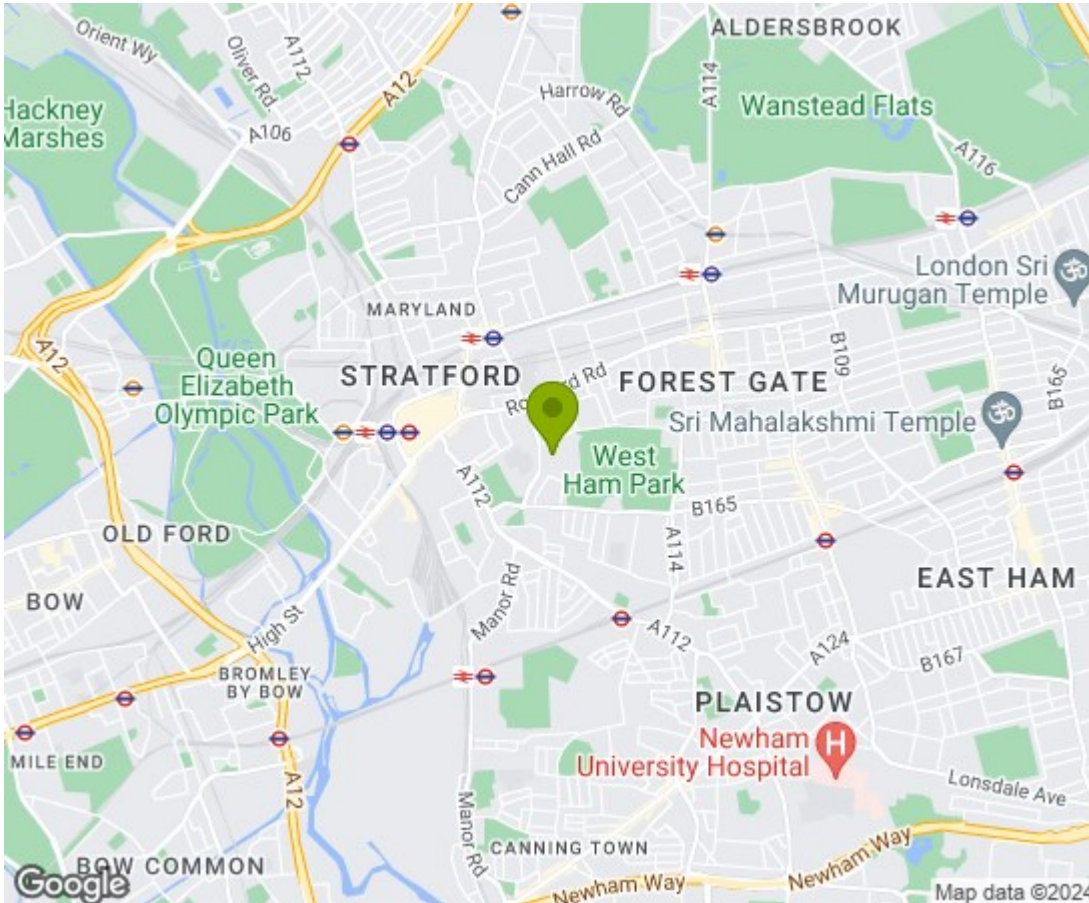 ALDERSBROOK
Orient Wy
Oliver Rd.
A112
A12
A114
Harrow Rd
Wanstead Flats
Hackney
Marshes
A106
Cann Hall Rd
A116
London Sri
Murugan Temple
MARYLAND
B109
A12
Queen
Elizabeth
Olympic Park
STRATFORD
Rd
FOREST GATE
B165
Sri Mahalakshmi Temple
West
Ham Park
A112
B165
OLD FORD
A114
BOW
EAST HAM
Manor Rd
High St
A112
A124
B167
BROMLEY
BY BOW
PLAISTOW
Newham
University Hospital
H
MILE END
A12
Lonsdale Ave
Manor Rd
CANNING TOWN
Newham Way
BOW COMMON
Newham Way
Google
Map data ©2024